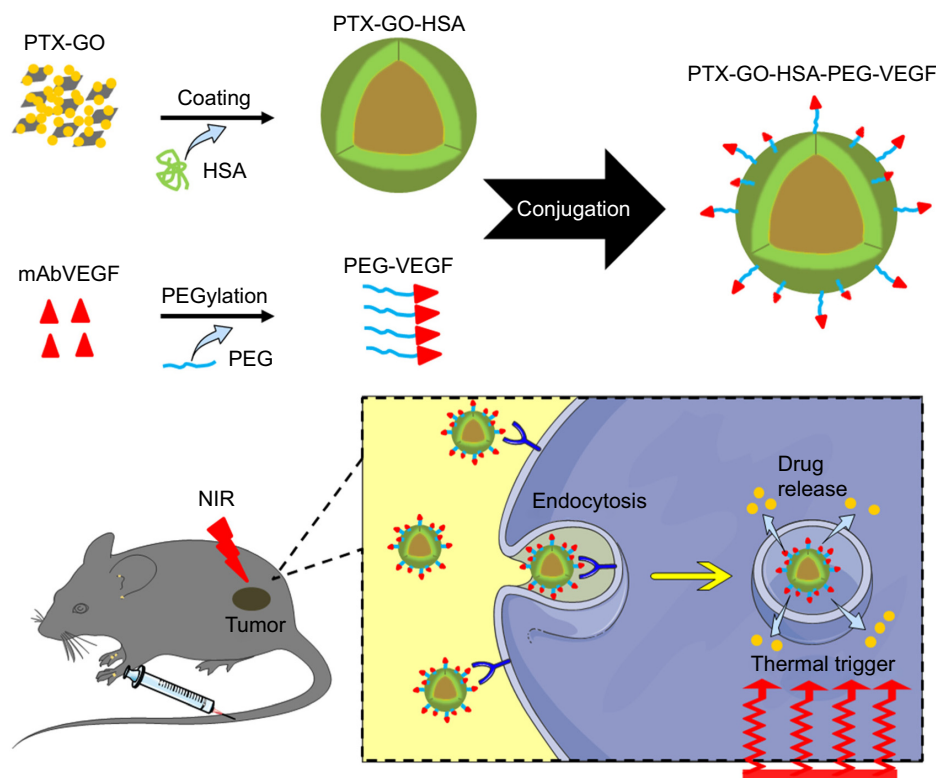 PTX-GO
Coating
HSA
PTX-GO-HSA
Conjugation
PTX-GO-HSA-PEG-VEGF
mAbVEGF
PEGylation
PEG
PEG-VEGF
NIR
Tumor
Endocytosis
Drug
release
Thermal trigger